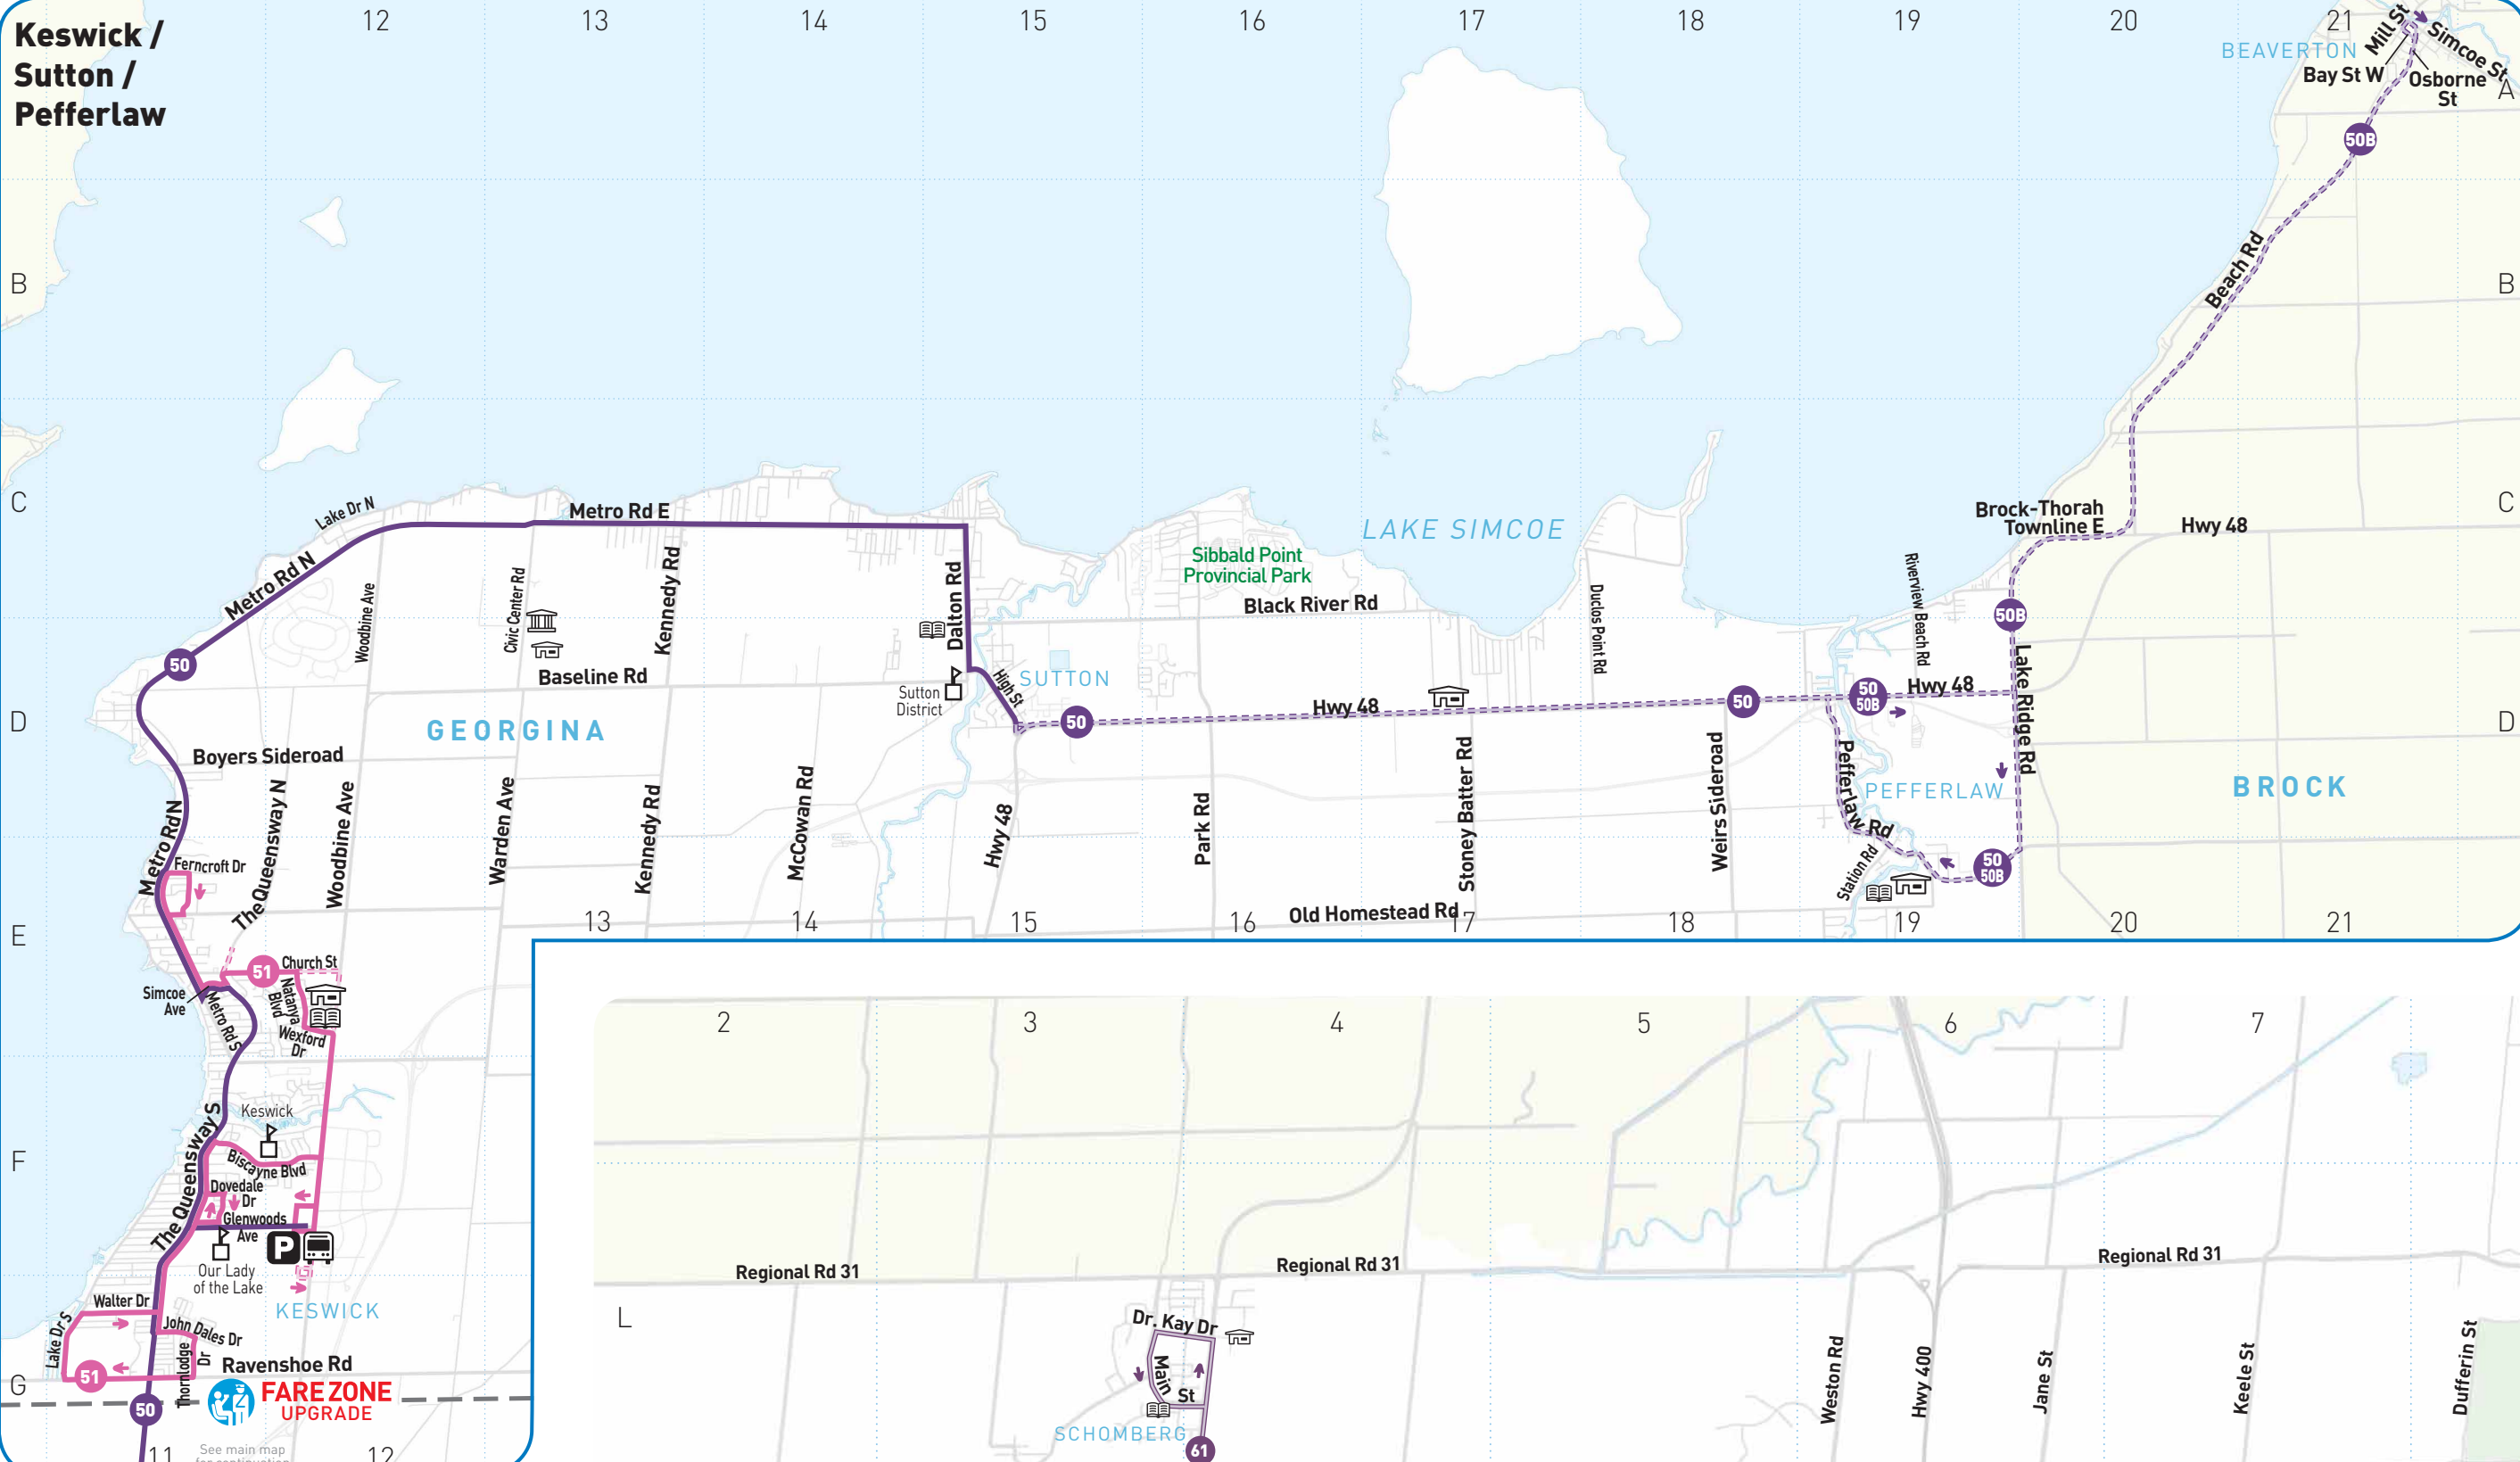 Keswick /
Sutton /
Pefferlaw
12
13
14
15
16
17
18
19
20
21
A
B
B
C
C
D
D
E
F
G
BEAVERTON
Mill St
Simcoe St
Bay St W
Osborne
St
50B
Beach Rd
Brock-Thorah
Townline E
Hwy 48
50B
Lake Ridge Rd
Riverview Beach Rd
Hwy 48
50
50B
PEFFERLAW
Pefferlaw Rd
Station Rd
50
50B
BROCK
LAKE SIMCOE
Sibbald Point
Provincial Park
Black River Rd
Duclos Point Rd
Lake Dr N
Metro Rd E
Metro Rd N
Woodbine Ave
Civic Center Rd
Kennedy Rd
Dalton Rd
50
Baseline Rd
Sutton
District
High St
SUTTON
50
Hwy 48
50
GEORGINA
Boyers Sideroad
Metro Rd N
The Queensway N
Woodbine Ave
Warden Ave
Kennedy Rd
McCowan Rd
Hwy 48
Park Rd
Stoney Batter Rd
Weirs Sideroad
Old Homestead Rd
13
14
15
16
17
18
19
20
21
Ferncroft Dr
51
Church St
Simcoe
Ave
Metro Rd S
Natanya
Blvd
Wexford
Dr
Keswick
The Queensway S
Biscayne Blvd
Dovedale
Dr
Glenwoods
Ave
P
Our Lady
of the Lake
KESWICK
Walter Dr
Lake Dr S
John Dales Dr
Thornlodge
Dr
Ravenshoe Rd
51
50
2
FARE ZONE
UPGRADE
See main map
for continuation
11
12
2
3
4
5
6
7
L
Regional Rd 31
Regional Rd 31
Regional Rd 31
Dr. Kay Dr
Main
St
SCHOMBERG
61
Weston Rd
Hwy 400
Jane St
Keele St
Dufferin St